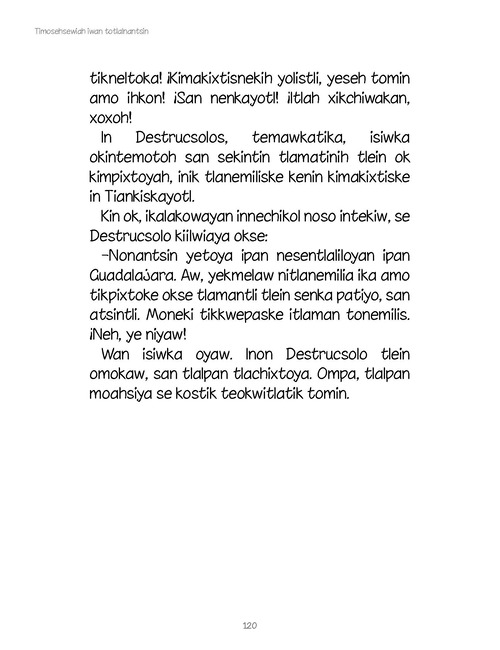 Timosehsewiah iwan totlalnantsin
tikneltoka! ¡Kimakixtisnekih yolistli, yeseh tomin
amo ihkon! ¡San nenkayotl! ¡Itlah xikchiwakan,
xoxoh!
In Destrucsolos, temawkatika, isiwka
okintemotoh san sekintin tlamatinih tlein ok
kimpixtoyah, inik tlanemiliske kenin kimakixtiske
in Tiankiskayotl.
Kin ok, ikalakowayan innechikol noso intekiw, se
Destrucsolo kiilwiaya okse:
–Nonantsin yetoya ipan nesentlaliloyan ipan
Guadalajara. Aw, yekmelaw nitlanemilia ika amo
tikpixtoke okse tlamantli tlein senka patiyo, san
atsintli. Moneki tikkwepaske itlaman tonemilis.
¡Neh, ye niyaw!
Wan isiwka oyaw. Inon Destrucsolo tlein
omokaw, san tlalpan tlachixtoya. Ompa, tlalpan
moahsiya se kostik teokwitlatik tomin.
120